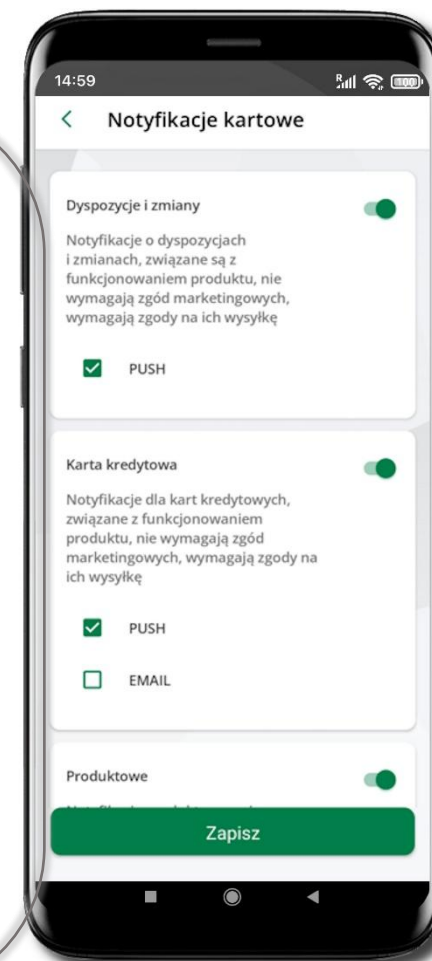 14:59
R
100
Notyfikacje kartowe
Dyspozycje i zmiany
Notyfikacje o dyspozycjach
i zmianach, związane są z
funkcjonowaniem produktu, nie
wymagają zgód marketingowych,
wymagają zgody na ich wysyłkę
PUSH
Karta kredytowa
Notyfikacje dla kart kredytowych,
związane z funkcjonowaniem
produktu, nie wymagają zgód
marketingowych, wymagają zgody na
ich wysyłkę
PUSH
EMAIL
Produktowe
Zapisz